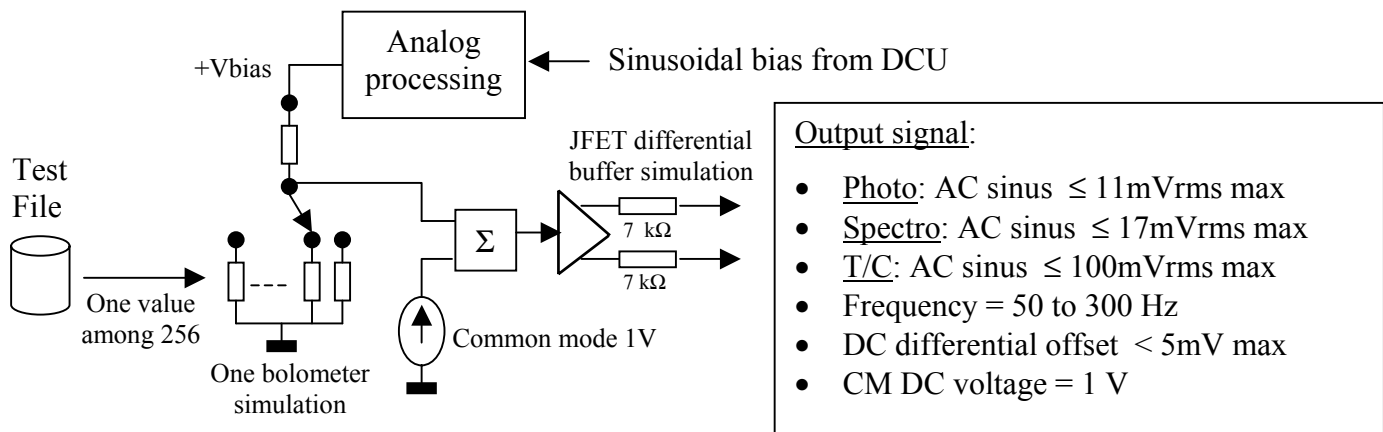 Analog
processing
Sinusoidal bias from DCU
+Vbias
JFET differential
buffer simulation
7 kΩ
7 kΩ
Σ
Test
File
One value
among 256
One bolometer
simulation
Common mode 1V
Output signal:
• Photo: AC sinus ≤ 11mVrms max
• Spectro: AC sinus ≤ 17mVrms max
• T/C: AC sinus ≤ 100mVrms max
• Frequency = 50 to 300 Hz
• DC differential offset < 5mV max
• CM DC voltage = 1 V